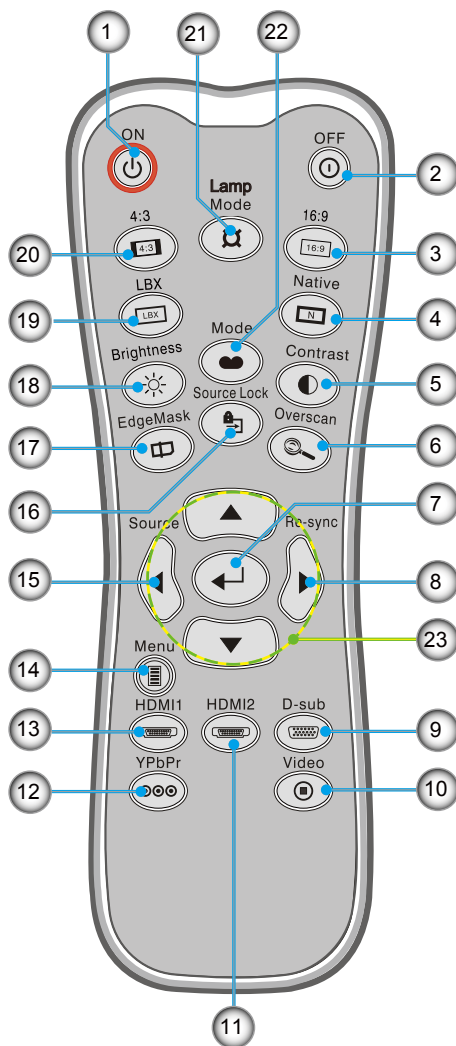 1 21 22
ON OFF
2
Lamp
Mode
4:3 16:9
4:3 16:9
20 3
LBX Native
LBX N
19 4
Mode
Brightness Contrast
18 5
Source Lock
EdgeMask Overscan
17 6
16 7
Source Re-sync
15 8
23
Menu
14
HDMI1 HDMI2 D-sub
13 9
YPbPr Video
12 10
11